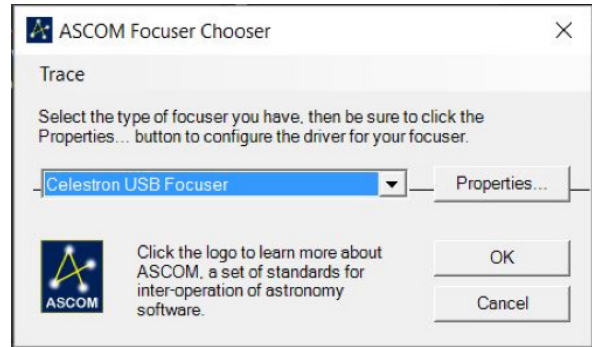 ASCOM Focuser Chooser
Trace
Select the type of focuser you have, then be sure to click the
Properties... button to configure the driver for your focuser.
Celestron USB Focuser
Properties...
Click the logo to learn more about
ASCOM, a set of standards for
inter-operation of astronomy
software.
ASCOM
OK
Cancel